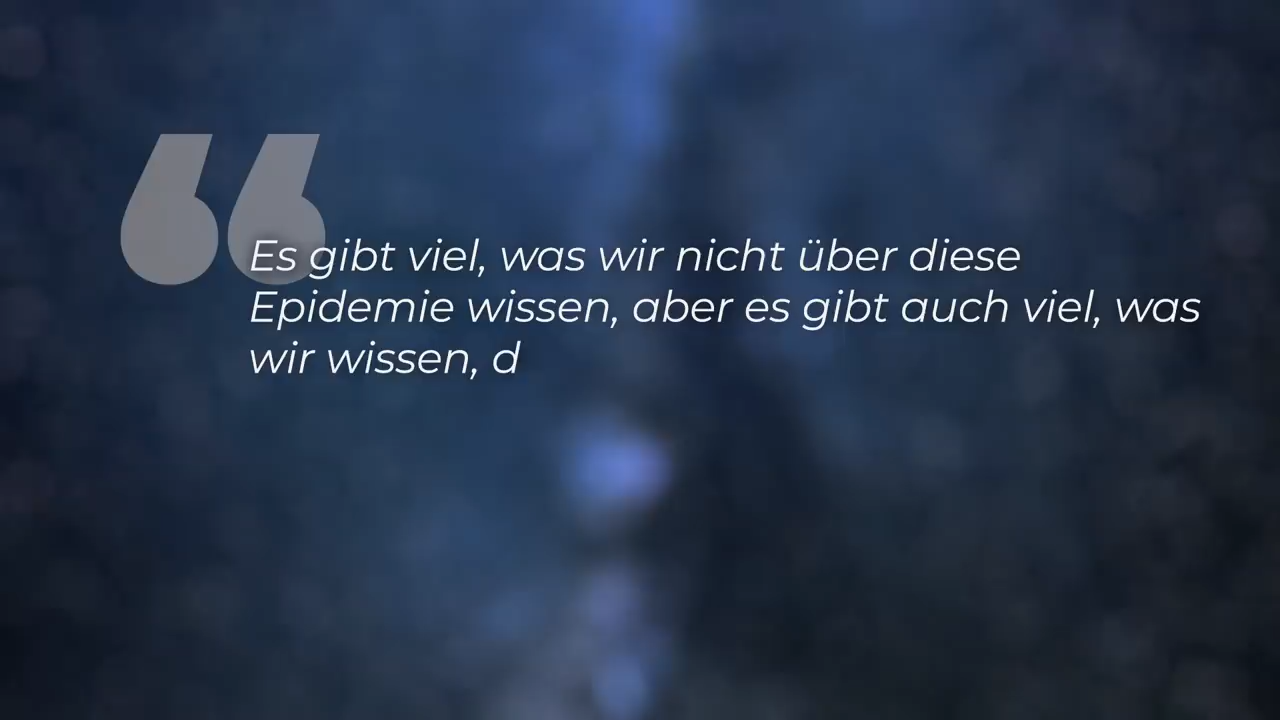 Es gibt viel, was wir nicht über diese
Epidemie wissen, aber es gibt auch viel, was
wir wissen, d